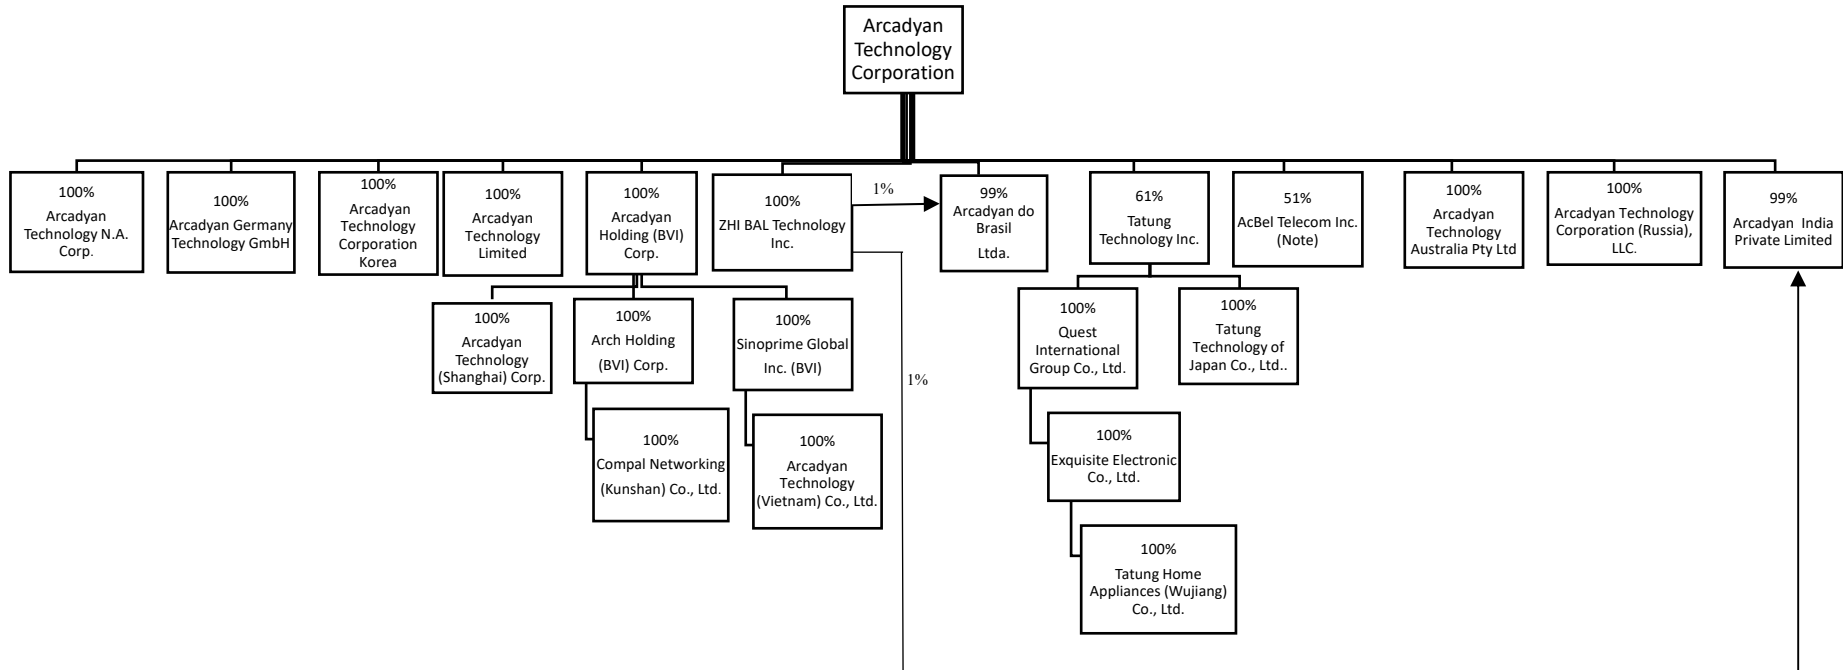 Arcadyan
Technology
Corporation
100%
Arcadyan
Technology N.A.
Corp.
100%
Arcadyan Germany
Technology GmbH
100%
Arcadyan
Technology
Corporation
Korea
100%
Arcadyan
Technology
Limited
100%
Arcadyan
Holding (BVI)
Corp.
100%
ZHI BAL Technology
Inc.
1%
99%
Arcadyan do
Brasil
Ltda.
61%
Tatung
Technology Inc.
51%
AcBel Telecom Inc.
(Note)
100%
Arcadyan
Technology
Australia Pty Ltd
100%
Arcadyan Technology
Corporation (Russia),
LLC.
99%
Arcadyan India
Private Limited
100%
Arcadyan
Technology
(Shanghai) Corp.
100%
Arch Holding
(BVI) Corp.
100%
Sinoprime Global
Inc. (BVI)
1%
100%
Quest
International
Group Co., Ltd.
100%
Tatung
Technology of
Japan Co., Ltd..
100%
Compal Networking
(Kunshan) Co., Ltd.
100%
Arcadyan
Technology
(Vietnam) Co., Ltd.
100%
Exquisite Electronic
Co., Ltd.
100%
Tatung Home
Appliances (Wujiang)
Co., Ltd.